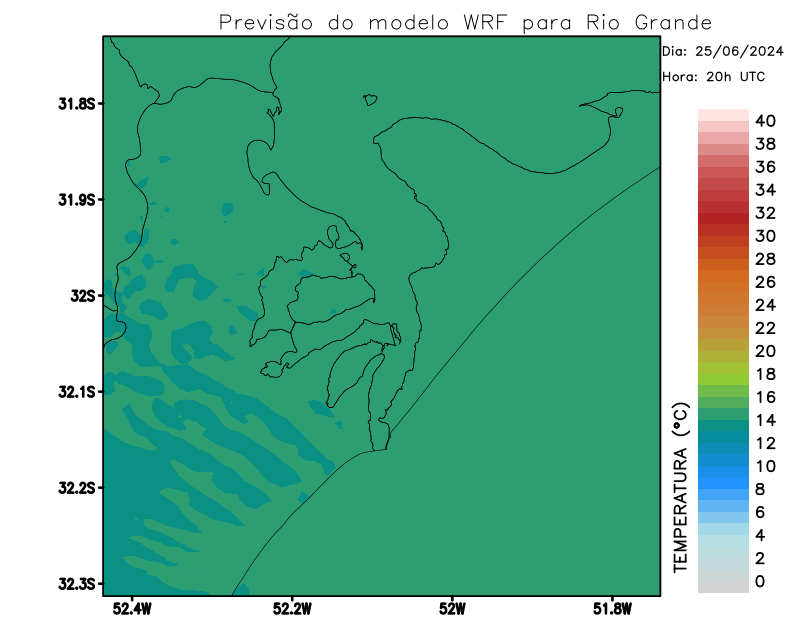 Previsão do modelo WRF para Rio Grande
Dia: 25/06/2024
Hora: 20h UTC
31.8S
31.9S
32S
32.1S
32.2S
32.3S
52.4W
52.2W
52W
51.8W
TEMPERATURA (°C)
40
38
36
34
32
30
28
26
24
22
20
18
16
14
12
10
8
6
4
2
0